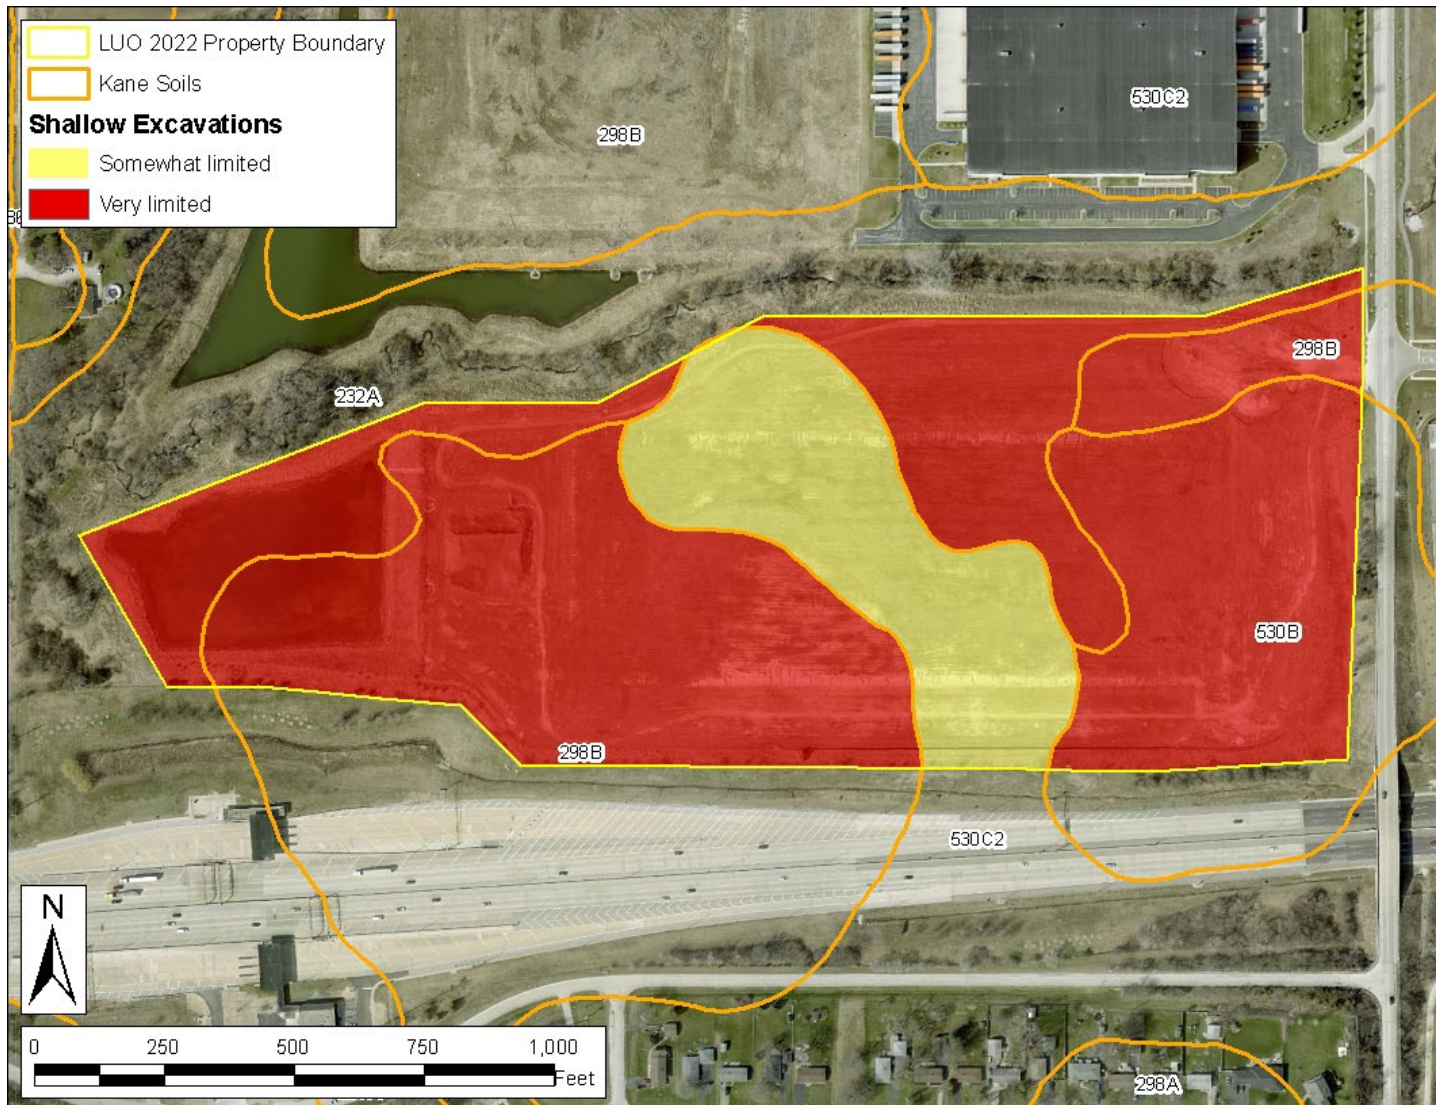 LUO 2022 Property Boundary
Kane Soils
Shallow Excavations
Somewhat limited
Very limited
530C2
298B
298B
232A
530B
298B
530C2
N
0 250 500 750 1,000
Feet
298A